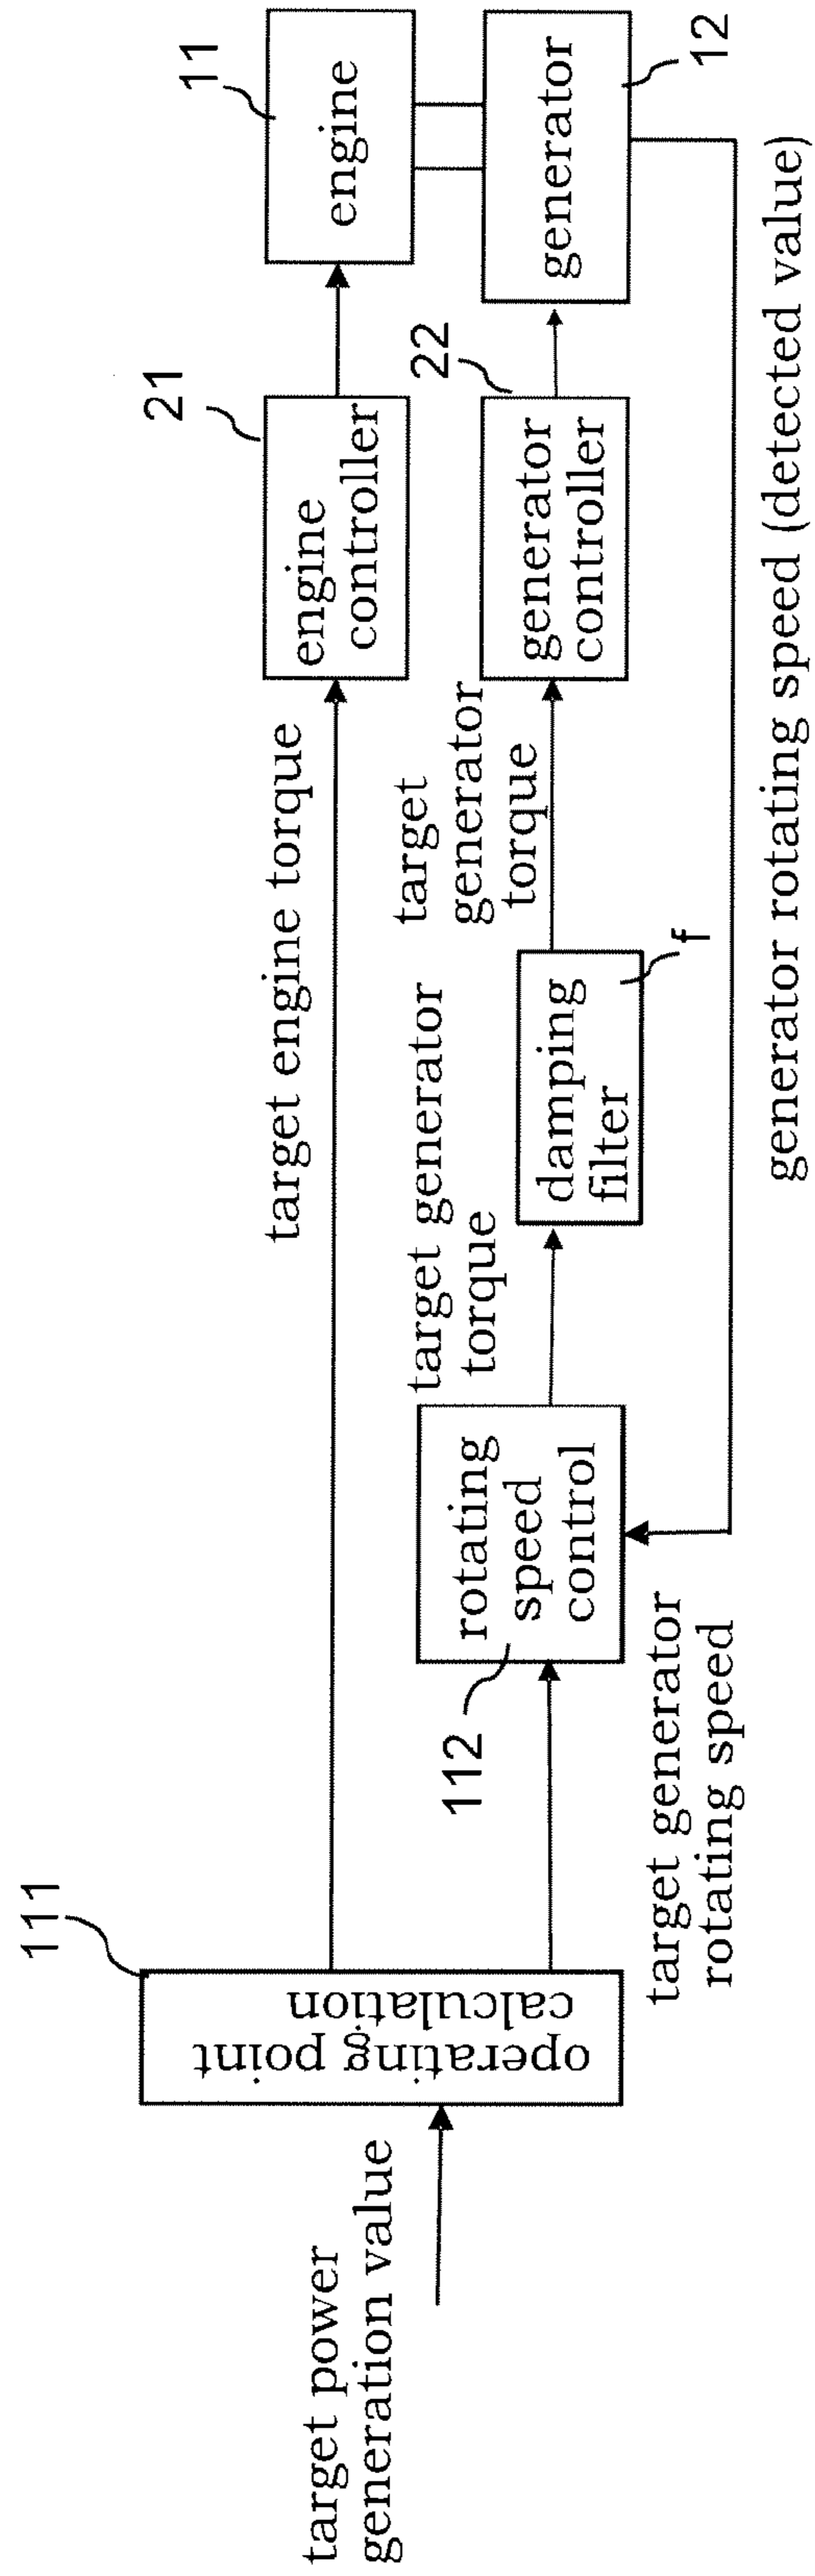 target power
generation value
111
operating point
calculation
target engine torque
21
engine
controller
11
engine
target generator
rotating speed
112
rotating
speed
control
target generator
torque
damping
filter
f
target
generator
torque
22
generator
controller
generator
12
generator rotating speed (detected value)